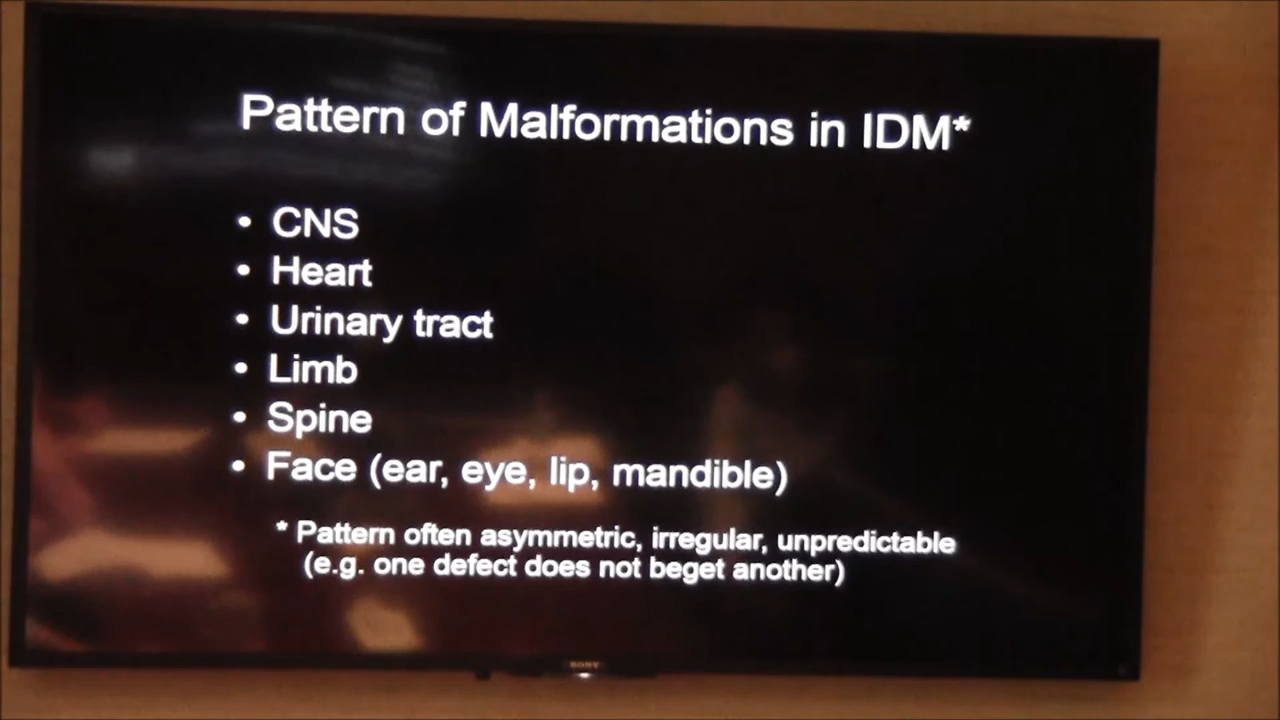 Pattern of Malformations in IDM*
• CNS
• Heart
• Urinary tract
• Limb
• Spine
• Face (ear, eye, lip, mandible)
* Pattern often asymmetric, irregular, unpredictable
(e.g. one defect does not beget another)
SONY